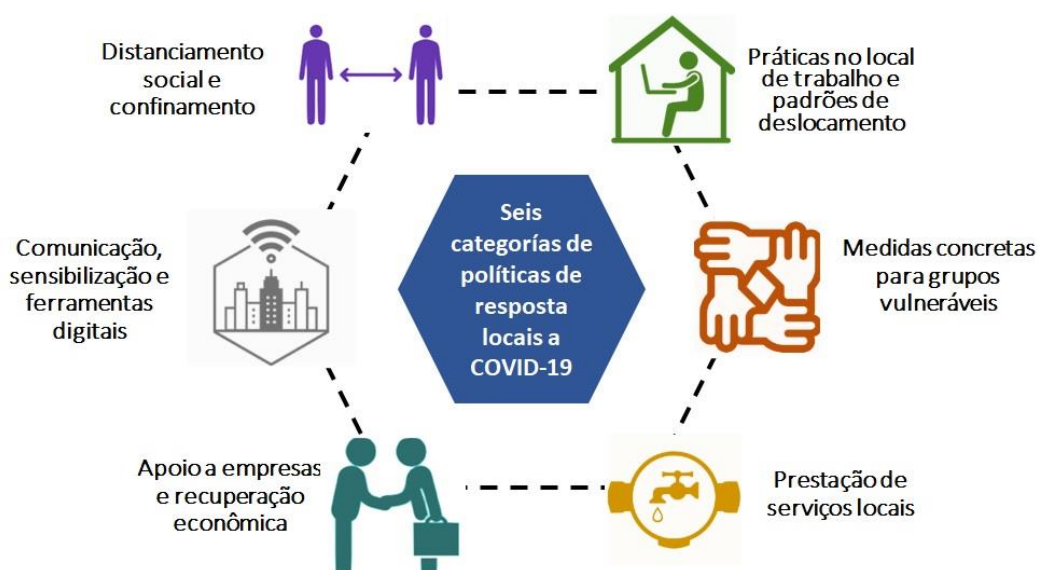 Distanciamento
social e
confinamento
Práticas no local
de trabalho e
padrões de
deslocamento
Comunicação,
sensibilização e
ferramentas
digitais
Seis
categorías de
políticas de
resposta
locais a
COVID-19
Medidas concretas
para grupos
vulneráveis
Apoio a empresas
e recuperação
econômica
Prestação de
serviços locais